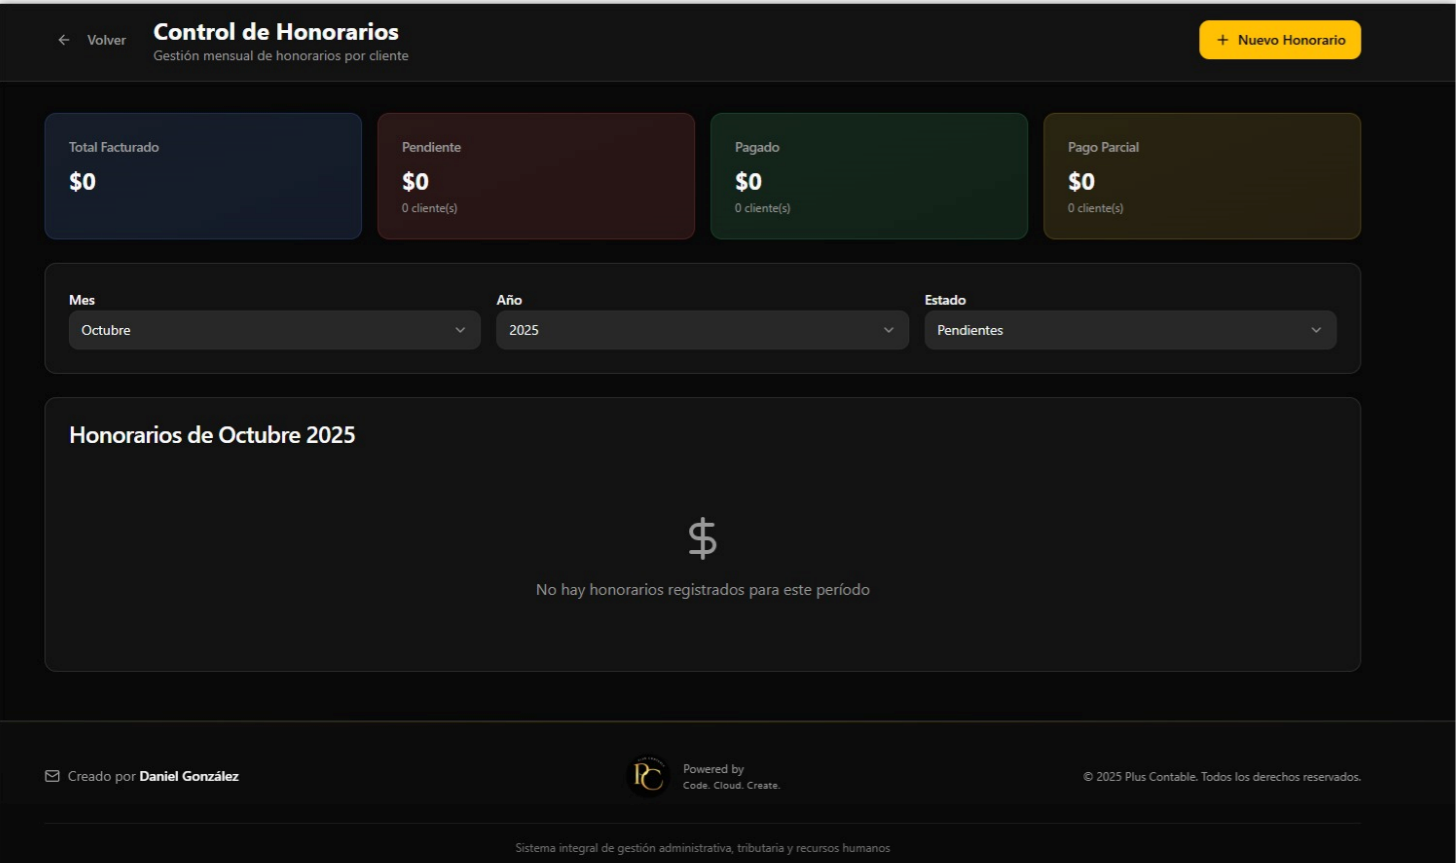 Volver
Control de Honorarios
Gestión mensual de honorarios por cliente
Nuevo Honorario
Total Facturado
$0
Pendiente
$0
0 cliente(s)
Pagado
$0
0 cliente(s)
Pago Parcial
$0
0 cliente(s)
Mes
Octubre
Año
2025
Estado
Pendientes
Honorarios de Octubre 2025
$
No hay honorarios registrados para este período
Creado por Daniel González
PC
Powered by
Code. Cloud. Create.
© 2025 Plus Contable. Todos los derechos reservados.
Sistema integral de gestión administrativa, tributaria y recursos humanos